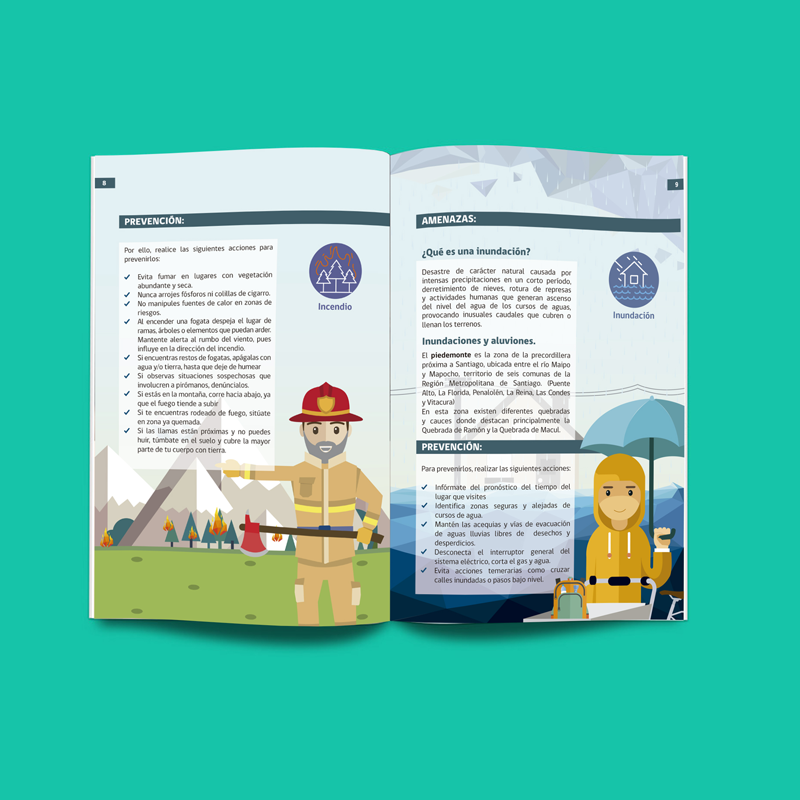 8
PREVENCIÓN:
Por ello, realice las siguientes acciones para
prevenirlos:
Evita fumar en lugares con vegetación
abundante y seca.
Nunca arrojes fósforos ni colillas de cigarro.
No manipules fuentes de calor en zonas de
riesgos.
Al encender una fogata despeja el lugar de
ramas, árboles o elementos que puedan arder.
Mantente alerta al rumbo del viento, pues
influye en la dirección del incendio.
Si encuentras restos de fogatas, apágalas con
agua y/o tierra, hasta que deje de humear
Si observas situaciones sospechosas que
involucren a pirómanos, denúncialos.
Si estás en la montaña, corre hacia abajo, ya
que el fuego tiende a subir
Si te encuentras rodeado de fuego, sitúate
en zona ya quemada.
Si las llamas están próximas y no puedes
huir, túmbate en el suelo y cubre la mayor
parte de tu cuerpo con tierra.
Incendio
9
AMENAZAS:
¿Qué es una inundación?
Desastre de carácter natural causada por
intensas precipitaciones en un corto período,
derretimiento de nieves, rotura de represas
y actividades humanas que generan ascenso
del nivel del agua de los cursos de aguas,
provocando inusuales caudales que cubren o
llenan los terrenos.
Inundación
Inundaciones y aluviones.
El piedemonte es la zona de la precordillera
próxima a Santiago, ubicada entre el río Maipo
y Mapocho, territorio de seis comunas de la
Región Metropolitana de Santiago. (Puente
Alto, La Florida, Penalolén, La Reina, Las Condes
y Vitacura)
En esta zona existen diferentes quebradas
y cauces donde destacan principalmente la
Quebrada de Ramón y la Quebrada de Macul.
PREVENCIÓN:
Para prevenirlos, realizar las siguientes acciones:
Infórmate del pronóstico del tiempo del
lugar que visites
Identifica zonas seguras y alejadas de
cursos de agua.
Mantén las acequias y vías de evacuación
de aguas lluvias libres de desechos y
desperdicios.
Desconecta el interruptor general del
sistema eléctrico, corta el gas y agua.
Evita acciones temerarias como cruzar
calles inundadas o pasos bajo nivel.